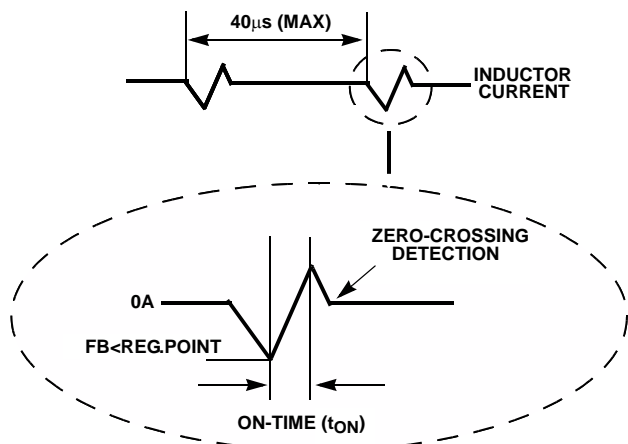 40µs (MAX)
INDUCTOR
CURRENT
ZERO-CROSSING
DETECTION
0A
FB<REG.POINT
ON-TIME (tON)